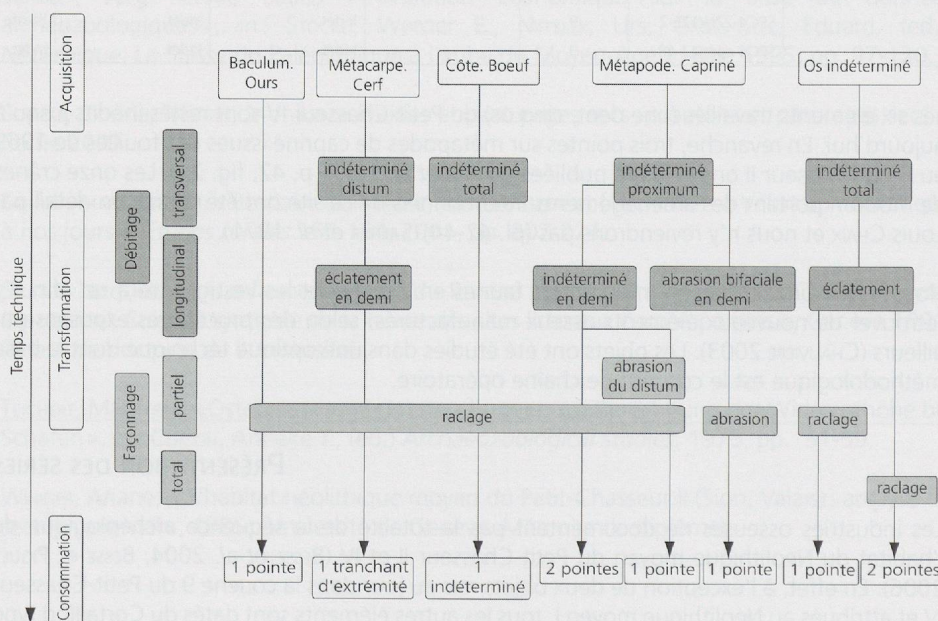 Temps technique
Acquisition
Transformation
Consommation
Débitage
Façonnage
transversal
longitudinal
partiel
total
Baculum.
Ours
Métacarpe.
Cerf
Côte. Boeuf
Métapode. Capriné
Os indéterminé
indéterminé
distum
indéterminé
total
indéterminé
proximum
indéterminé
total
éclatement
en demi
indéterminé
en demi
abrasion bifaciale
en demi
éclatement
abrasion
du distum
raclage
abrasion
raclage
raclage
1 pointe
1 tranchant
d'extrémité
indéterminé
2 pointes
1 pointe
1 pointe
1 pointe
2 pointes